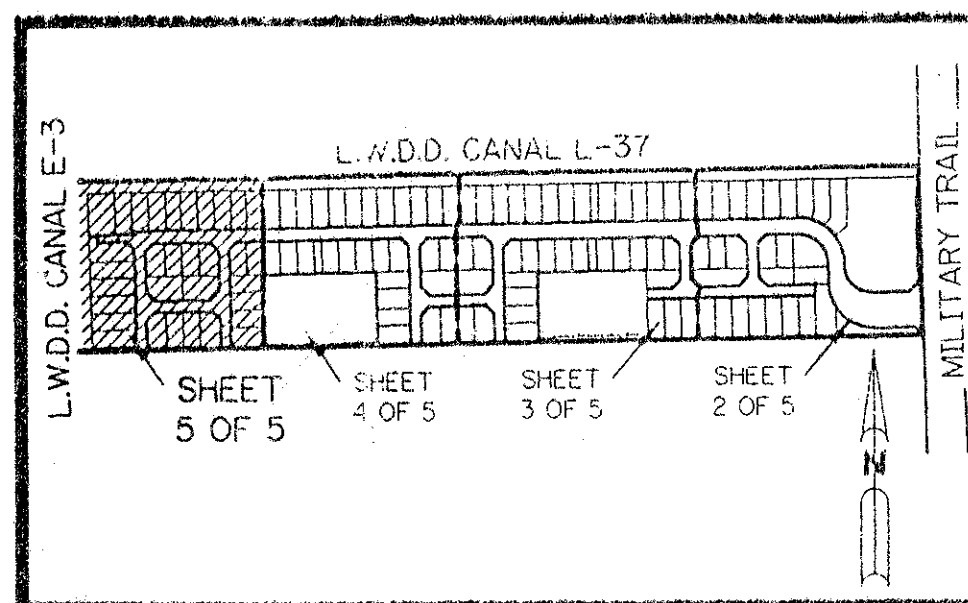 L.W.D.D. CANAL E-3
L.W.D.D. CANAL L-37
MILITARY TRAIL
SHEET
5 OF 5
SHEET
4 OF 5
SHEET
3 OF 5
SHEET
2 OF 5
N